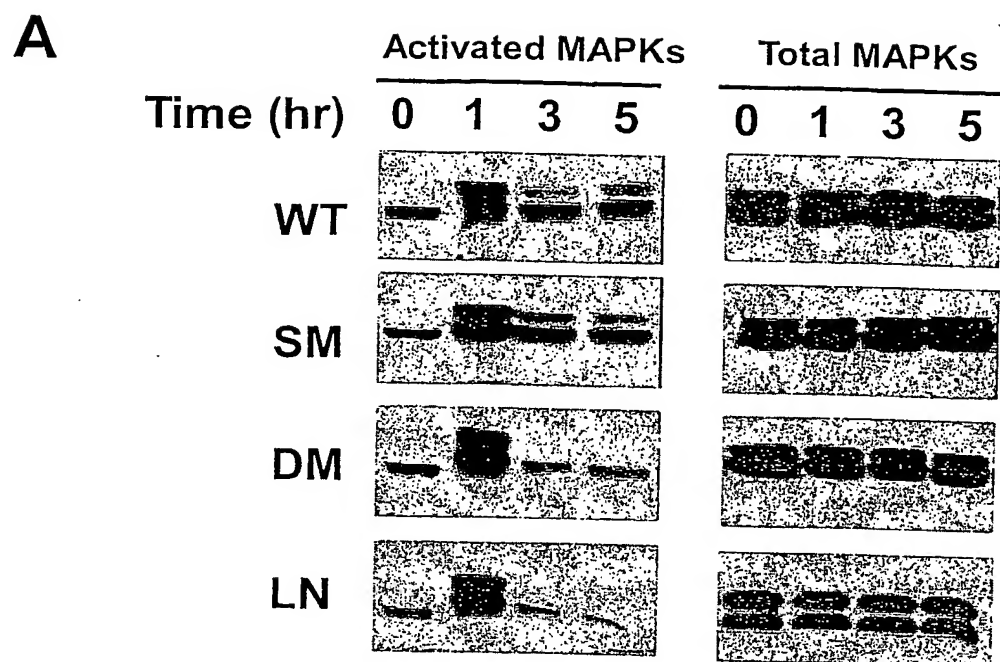 A
Activated MAPKs Total MAPKs
Time (hr) 0 1 3 5 0 1 3 5
WT
SM
DM
LN